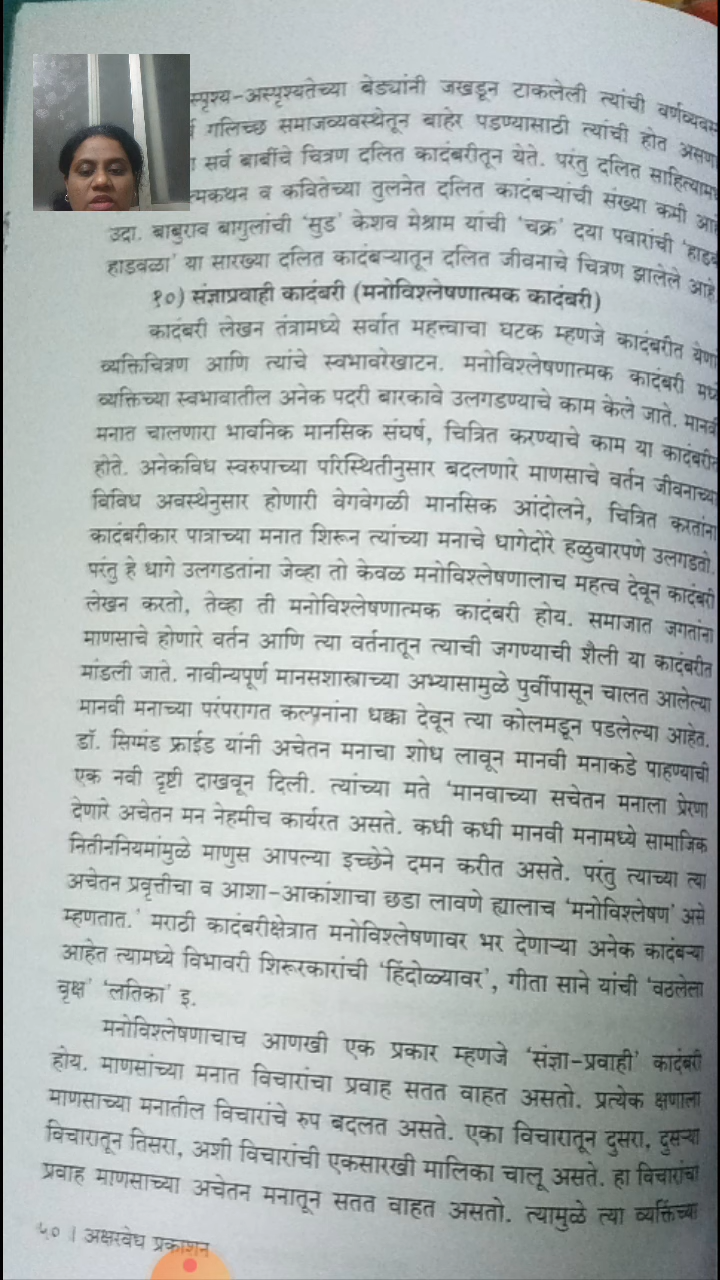 स्पृश्य-अस्पृश्यतेच्या बेड्यांनी जखडून टाकलेली त्यांची
गलिच्छ समाजव्यवस्थेतून बाहेर पडण्यासाठी त्यांची होत
सर्व बाबींचे चित्रण दलित कादंबरीतून येते. परंतु दलित
व कवितेच्या तुलनेत दलित कादंबऱ्यांची संख्या कमी
उदा. बाबुराव बागुलांची 'सुड' केशव मेश्राम यांची 'चक्र' दया पवारांची
हाडवळा' या सारख्या दलित कादंबऱ्यातून दलित जीवनाचे चित्रण झालेले आहे
१०) संज्ञाप्रवाही कादंबरी (मनोविश्लेषणात्मक कादंबरी)
कादंबरी लेखन तंत्रामध्ये सर्वात महत्त्वाचा घटक म्हणजे कादंबरीत
व्यक्तिचित्रण आणि त्यांचे स्वभावरेखाटन. मनोविश्लेषणात्मक कादंबरी
व्यक्तिच्या स्वभावातील अनेक पदरी बारकावे उलगडण्याचे काम केले जाते.
मनात चालणारा भावनिक मानसिक संघर्ष, चित्रित करण्याचे काम या कादंबरीत
होते. अनेकविध स्वरुपाच्या परिस्थितीनुसार बदलणारे माणसाचे वर्तन जीवनाच्या
विविध अवस्थेनुसार होणारी वेगवेगळी मानसिक आंदोलने, चित्रित करतांना
कादंबरीकार पात्राच्या मनात शिरून त्यांच्या मनाचे धागेदोरे हळुवारपणे उलगडतो.
परंतु हे धागे उलगडतांना जेव्हा तो केवळ मनोविश्लेषणालाच महत्व देवून कादंबरी
लेखन करतो, तेव्हा ती मनोविश्लेषणात्मक कादंबरी होय. समाजात जगतांना
माणसाचे होणारे वर्तन आणि त्या वर्तनातून त्याची जगण्याची शैली या कादंबरीत
मांडली जाते. नावीन्यपूर्ण मानसशास्त्राच्या अभ्यासामुळे पुर्वीपासून चालत आलेल्या
मानवी मनाच्या परंपरागत कल्पनांना धक्का देवून त्या कोलमडून पडलेल्या आहेत.
डॉ. सिग्मंड फ्राईड यांनी अचेतन मनाचा शोध लावून मानवी मनाकडे पाहण्याची
एक नवी दृष्टी दाखवून दिली. त्यांच्या मते 'मानवाच्या सचेतन मनाला प्रेरणा
देणारे अचेतन मन नेहमीच कार्यरत असते. कधी कधी मानवी मनामध्ये सामाजिक
नितीननियमांमुळे माणुस आपल्या इच्छेने दमन करीत असते. परंतु त्याच्या त्या
अचेतन प्रवृत्तीचा व आशा-आकांशाचा छडा लावणे ह्यालाच 'मनोविश्लेषण' असे
म्हणतात.' मराठी कादंबरीक्षेत्रात मनोविश्लेषणावर भर देणाऱ्या अनेक कादंबऱ्या
आहेत त्यामध्ये विभावरी शिरूरकारांची 'हिंदोळ्यावर', गीता साने यांची 'वठलेला
वृक्ष' 'लतिका' इ.
मनोविश्लेषणाचाच आणखी एक प्रकार म्हणजे 'संज्ञा-प्रवाही' कादंबरी
होय. माणसांच्या मनात विचारांचा प्रवाह सतत वाहत असतो. प्रत्येक क्षणाला
माणसाच्या मनातील विचारांचे रुप बदलत असते. एका विचारातून दुसरा, दुसऱ्या
विचारातून तिसरा, अशी विचारांची एकसारखी मालिका चालू असते. हा विचारांचा
प्रवाह माणसाच्या अचेतन मनातून सतत वाहत असतो. त्यामुळे त्या व्यक्तिंच्या
५० । अक्षरवेध प्रकाशन